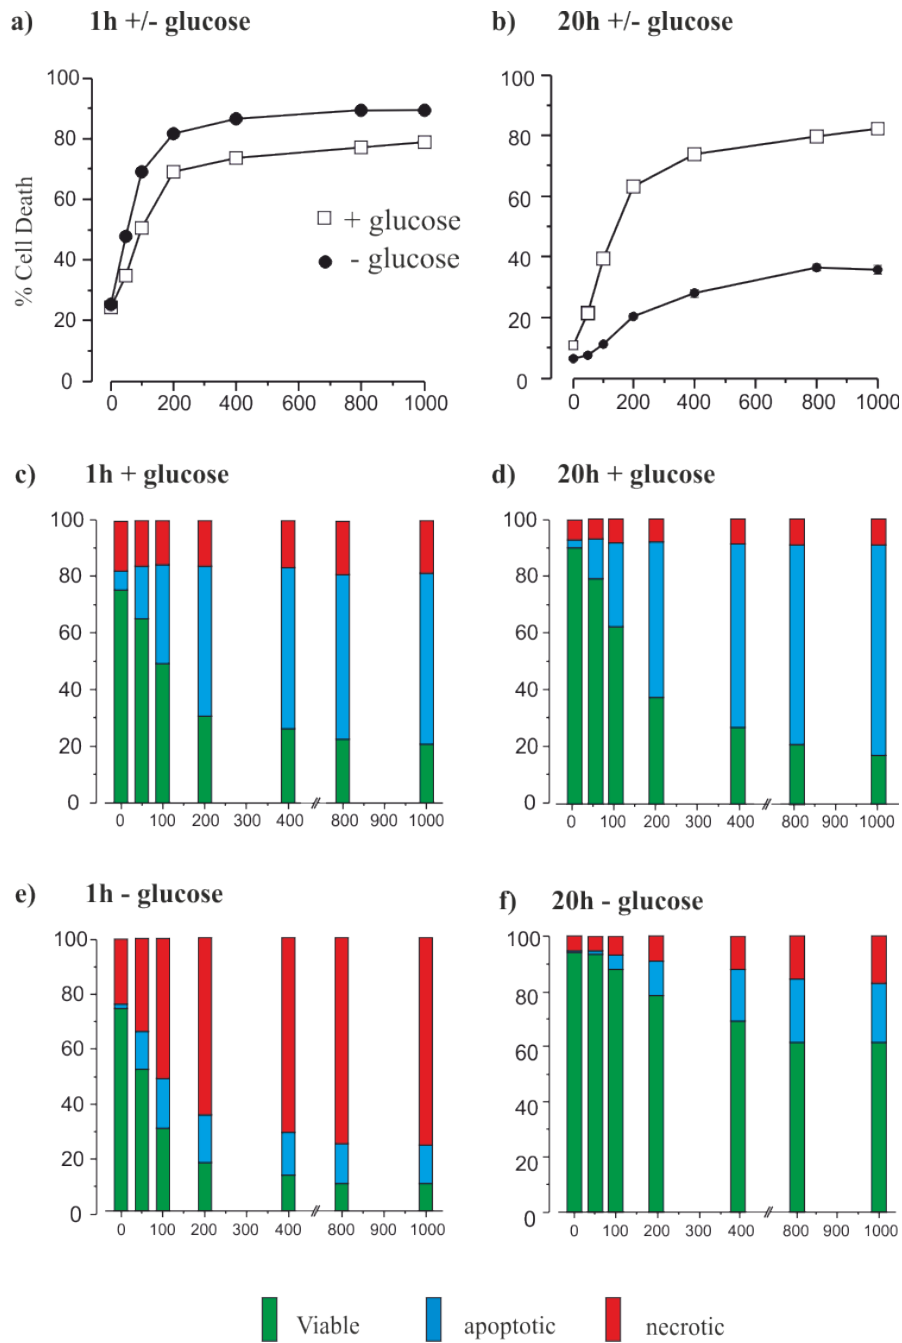 a) 1h +/- glucose
b) 20h +/- glucose
100
80
60
40
20
0
% Cell Death
+ glucose
- glucose
0 200 400 600 800 1000
100
80
60
40
20
0
0 200 400 600 800 1000
c) 1h + glucose
d) 20h + glucose
100
80
60
40
20
0
0 100 200 300 400 800 900 1000
100
80
60
40
20
0
0 100 200 300 400 800 900 1000
e) 1h - glucose
f) 20h - glucose
100
80
60
40
20
0
0 100 200 300 400 800 900 1000
100
80
60
40
20
0
0 100 200 300 400 800 900 1000
Viable apoptotic necrotic